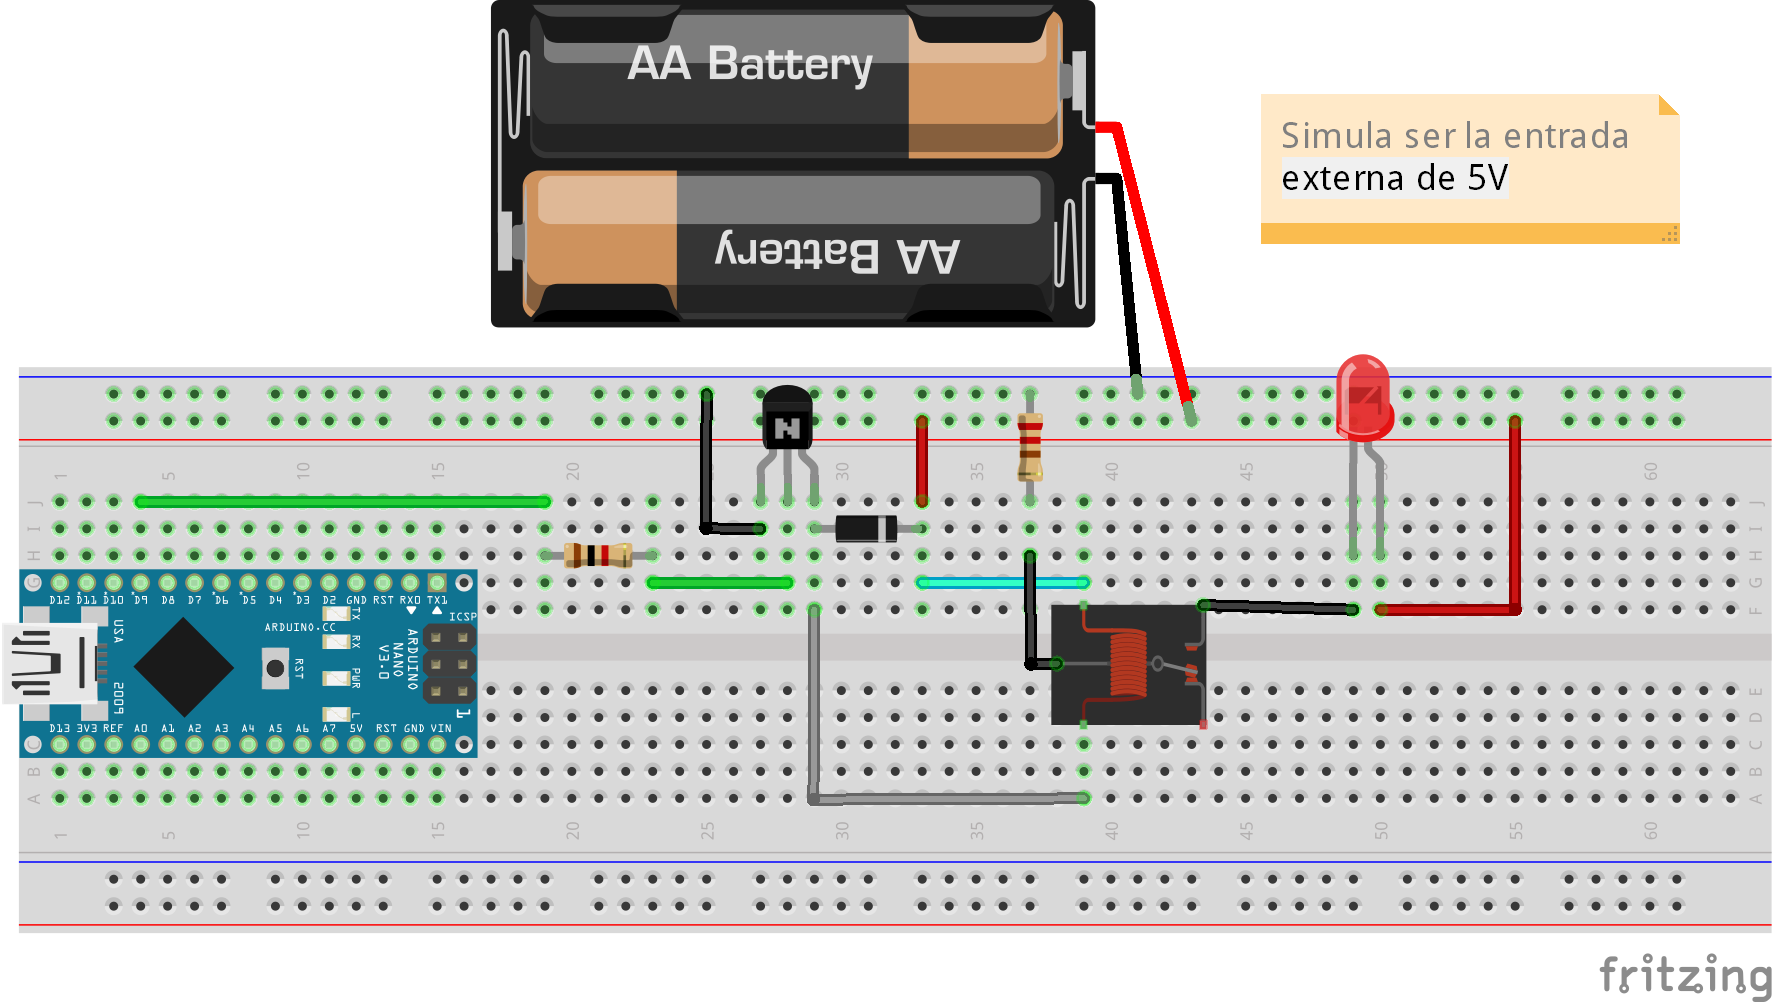 AA Battery
AA Battery
Simula ser la entrada
externa de 5V
N
1 5 10 15 20 25 30 35 40 45 50 55 60
J J
I I
H H
G G
F F
D12 D11 D10 D9 D8 D7 D6 D5 D4 D3 D2 GND RST RX0 TX1
ICSP
TX
RX
PWR
L
USA
2009
ARDUINO.CC
RST
ARDUINO
NANO
V3.0
1
D13 3V3 REF A0 A1 A2 A3 A4 A5 A6 A7 5V RST GND VIN
E
D
C C
B B
A A
1 5 10 15 20 25 30 35 40 45 50 55 60
fritzing